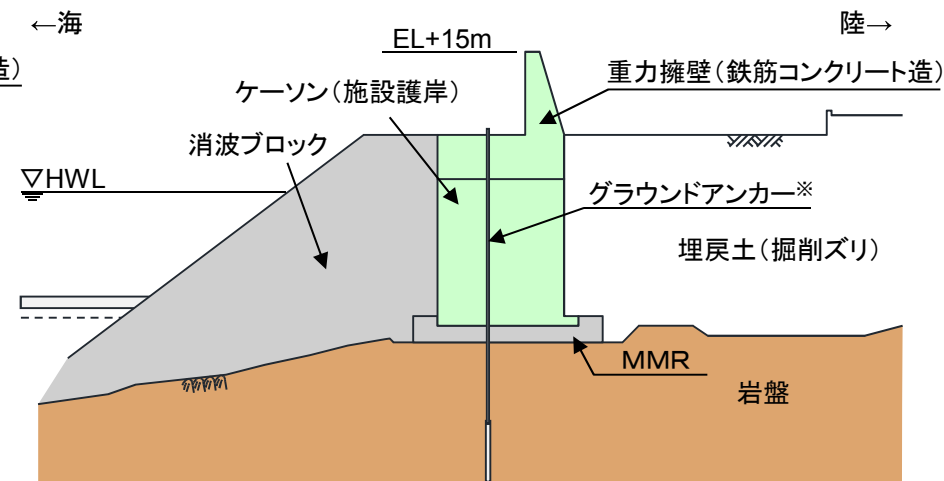 ←海
陸→
EL+15m
造)
重力擁壁(鉄筋コンクリート造)
ケーソン(施設護岸)
消波ブロック
▽HWL
グラウンドアンカー※
埋戻土(掘削ズリ)
MMR
岩盤